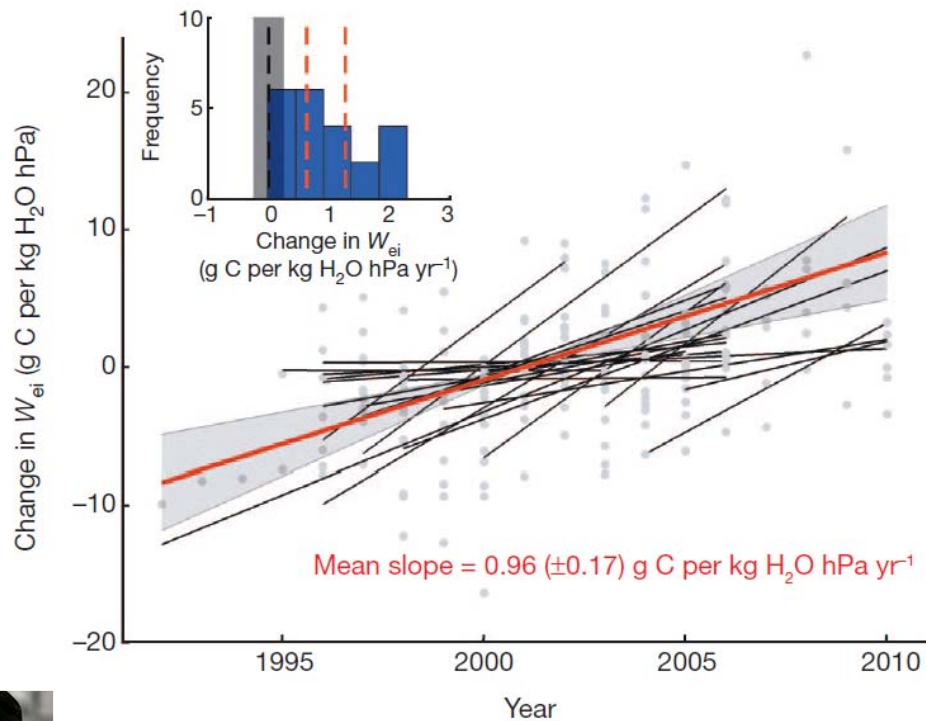 10
5
0
Frequency
−1
0
1
2
3
Change in Wei
(g C per kg H2O hPa yr−1)
20
10
0
−10
−20
Change in Wei (g C per kg H2O hPa)
Mean slope = 0.96 (±0.17) g C per kg H2O hPa yr−1
1995
2000
2005
2010
Year